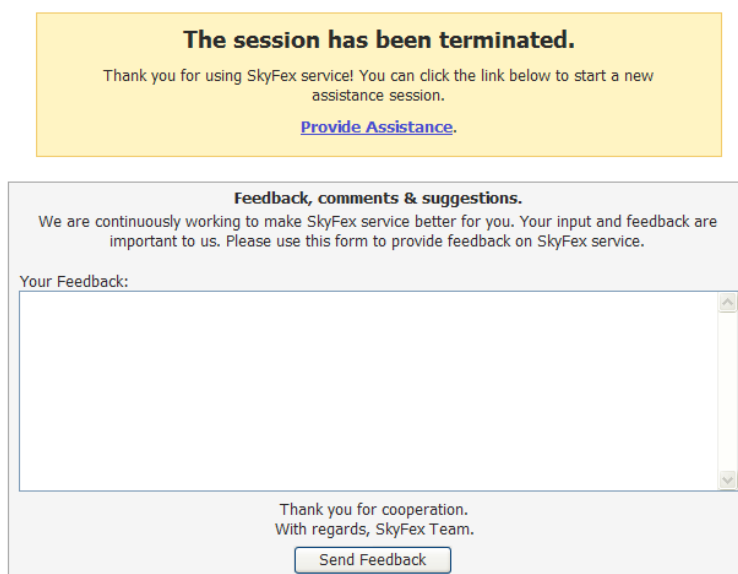 The session has been terminated.
Thank you for using SkyFex service! You can click the link below to start a new
assistance session.
Provide Assistance.
Feedback, comments & suggestions.
We are continuously working to make SkyFex service better for you. Your input and feedback are
important to us. Please use this form to provide feedback on SkyFex service.
Your Feedback:
Thank you for cooperation.
With regards, SkyFex Team.
Send Feedback